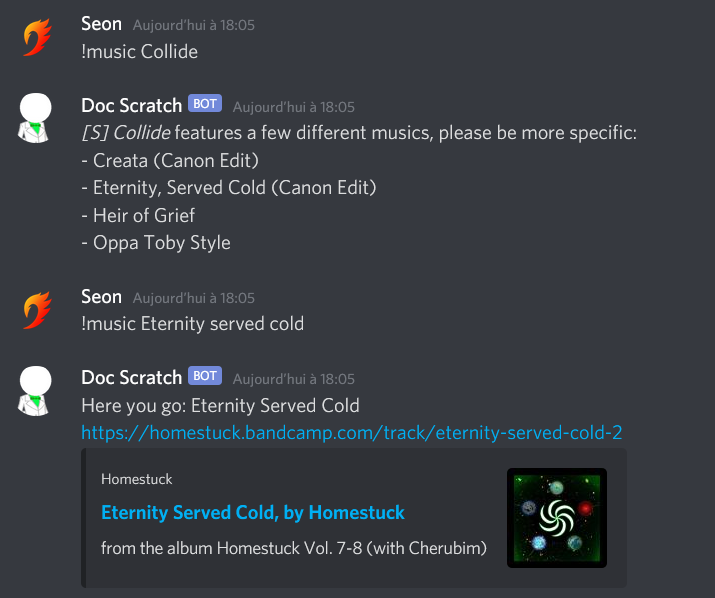 Seon Aujourd'hui à 18:05
!music Collide
Doc Scratch BOT Aujourd'hui à 18:05
[S] Collide features a few different musics, please be more specific:
- Creata (Canon Edit)
- Eternity, Served Cold (Canon Edit)
- Heir of Grief
- Oppa Toby Style
Seon Aujourd'hui à 18:05
!music Eternity served cold
Doc Scratch BOT Aujourd'hui à 18:05
Here you go: Eternity Served Cold
https://homestuck.bandcamp.com/track/eternity-served-cold-2
Homestuck
Eternity Served Cold, by Homestuck
from the album Homestuck Vol. 7-8 (with Cherubim)